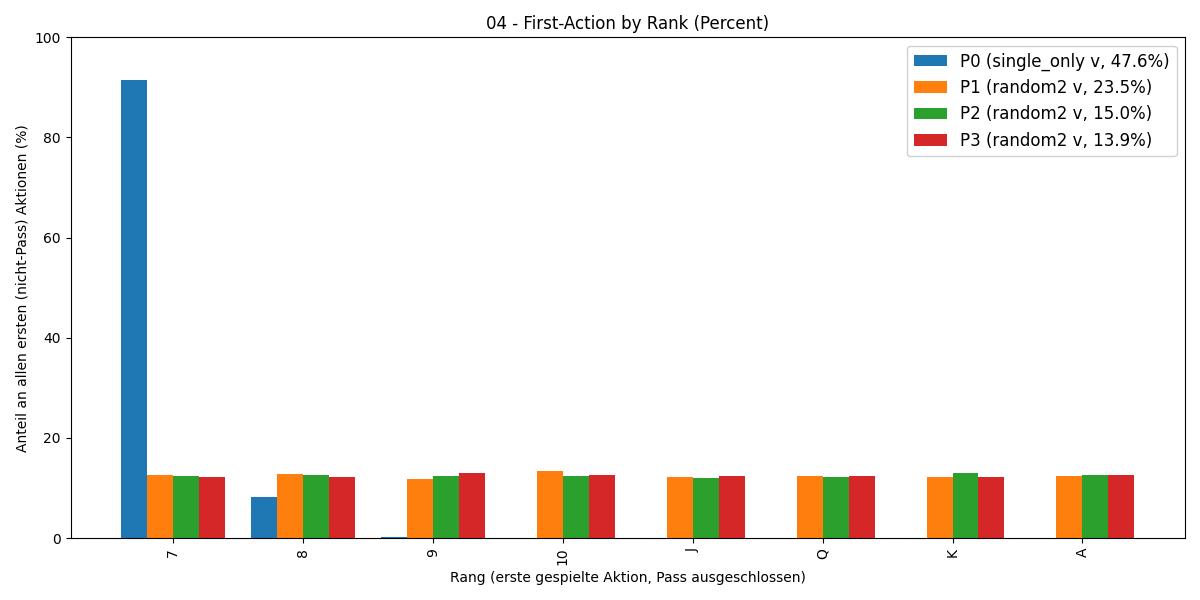 04 - First-Action by Rank (Percent)
Anteil an allen ersten (nicht-Pass) Aktionen (%)
100
80
60
40
20
0
P0 (single_only v, 47.6%)
P1 (random2 v, 23.5%)
P2 (random2 v, 15.0%)
P3 (random2 v, 13.9%)
7
8
9
10
J
Q
K
A
Rang (erste gespielte Aktion, Pass ausgeschlossen)